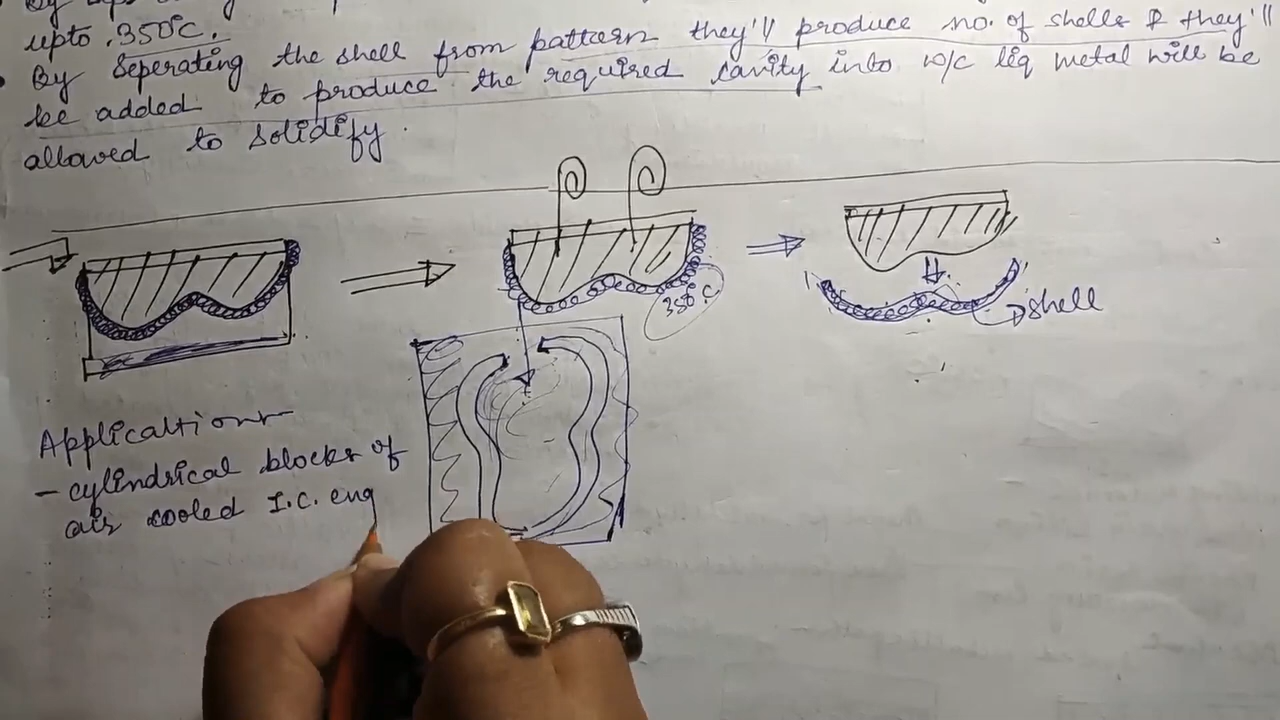 upto 350°C.
By Seperating the shell from pattern they'll produce no. of shells & they'll
be added to produce the required cavity into w/c liq metal will be
allowed to solidify.
350°C
shell
Applicaltions
- cylindrical blocks of
air cooled I.C. eng